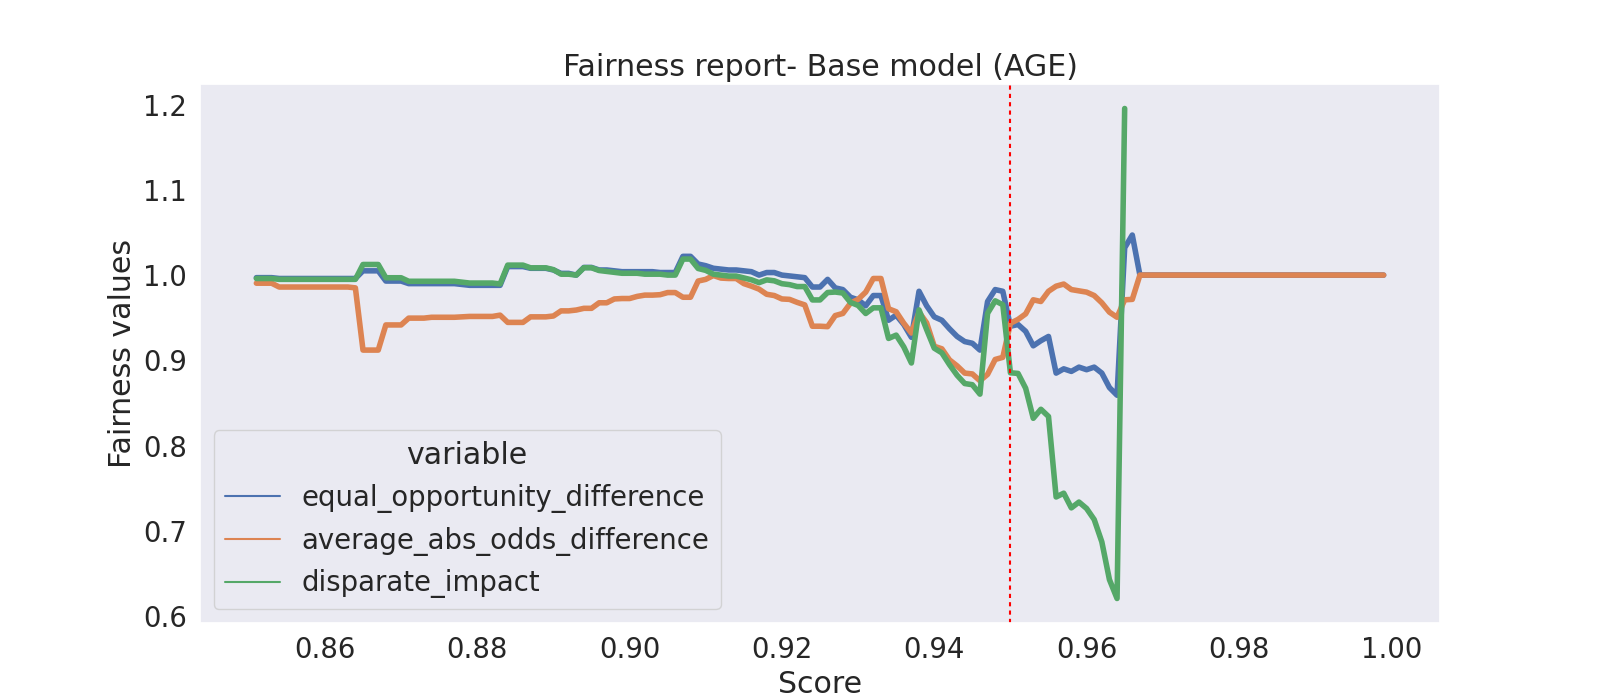 Fairness report- Base model (AGE)
1.2
1.1
1.0
0.9
0.8
0.7
0.6
Fairness values
variable
equal_opportunity_difference
average_abs_odds_difference
disparate_impact
0.86 0.88 0.90 0.92 0.94 0.96 0.98 1.00
Score